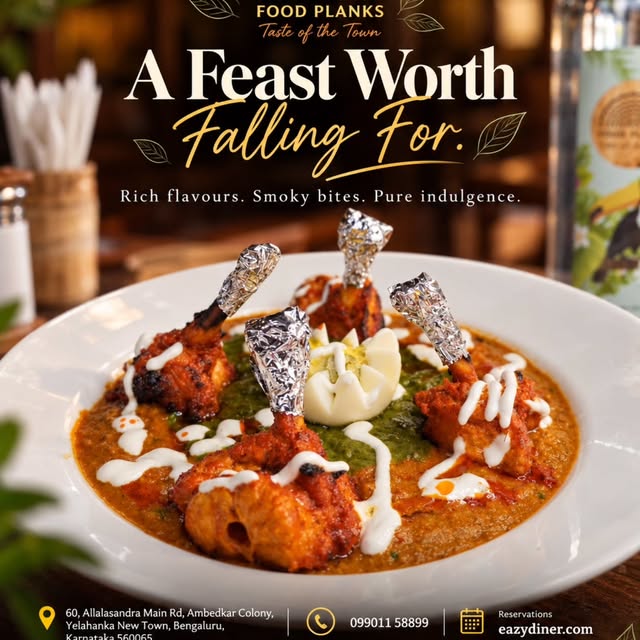 FOOD PLANKS
Taste of the Town
A Feast Worth
Falling For.
Rich flavours. Smoky bites. Pure indulgence.
60, Allalasandra Main Rd, Ambedkar Colony,
Yelahanka New Town, Bengaluru,
Karnataka 560065
099011 58899
Reservations
eazydiner.com